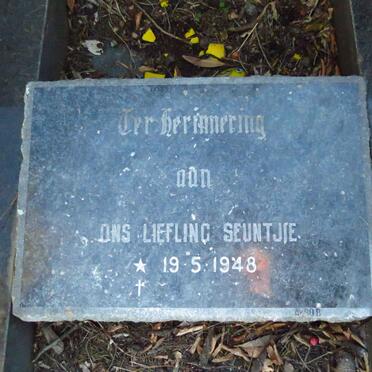 Ter herinnering
aan
ONS LIEFLING SEUNTJIE
★ 19·5·1948
†